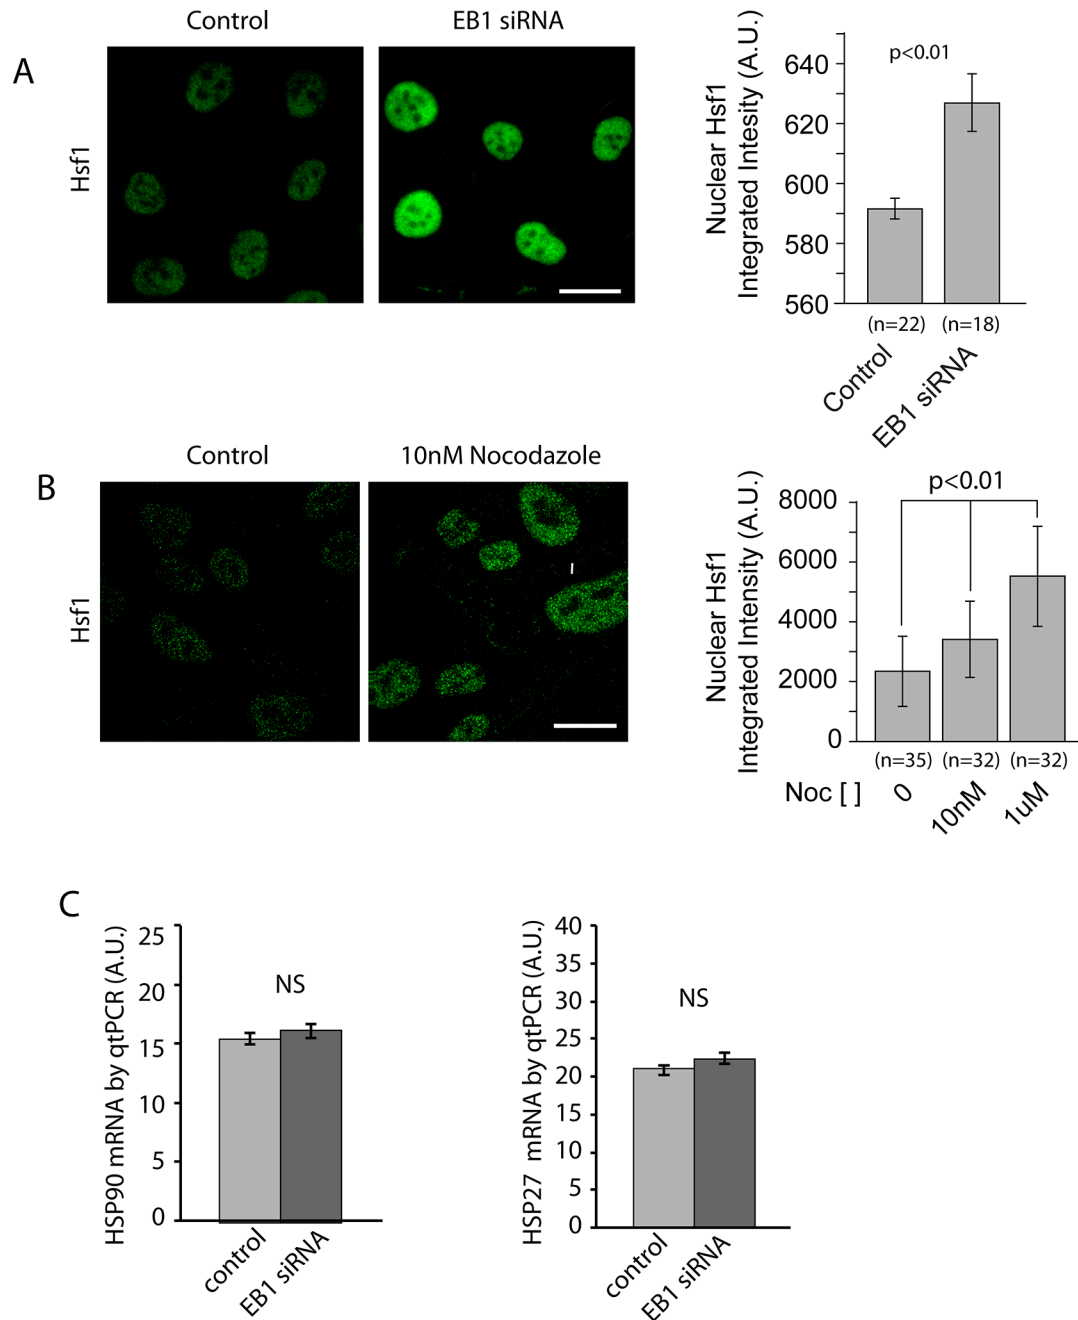 A
Control
EB1 siRNA
Hsf1
Nuclear Hsf1
Integrated Intesity (A.U.)
640
620
600
580
560
p<0.01
(n=22)
(n=18)
Control
EB1 siRNA
B
Control
10nM Nocodazole
Hsf1
Nuclear Hsf1
Integrated Intensity (A.U.)
8000
6000
4000
2000
0
p<0.01
(n=35)
(n=32)
(n=32)
Noc [ ]
0
10nM
1uM
C
HSP90 mRNA by qtPCR (A.U.)
25
20
15
10
5
0
NS
control
EB1 siRNA
HSP27 mRNA by qtPCR (A.U.)
40
35
30
25
20
15
10
5
0
NS
control
EB1 siRNA